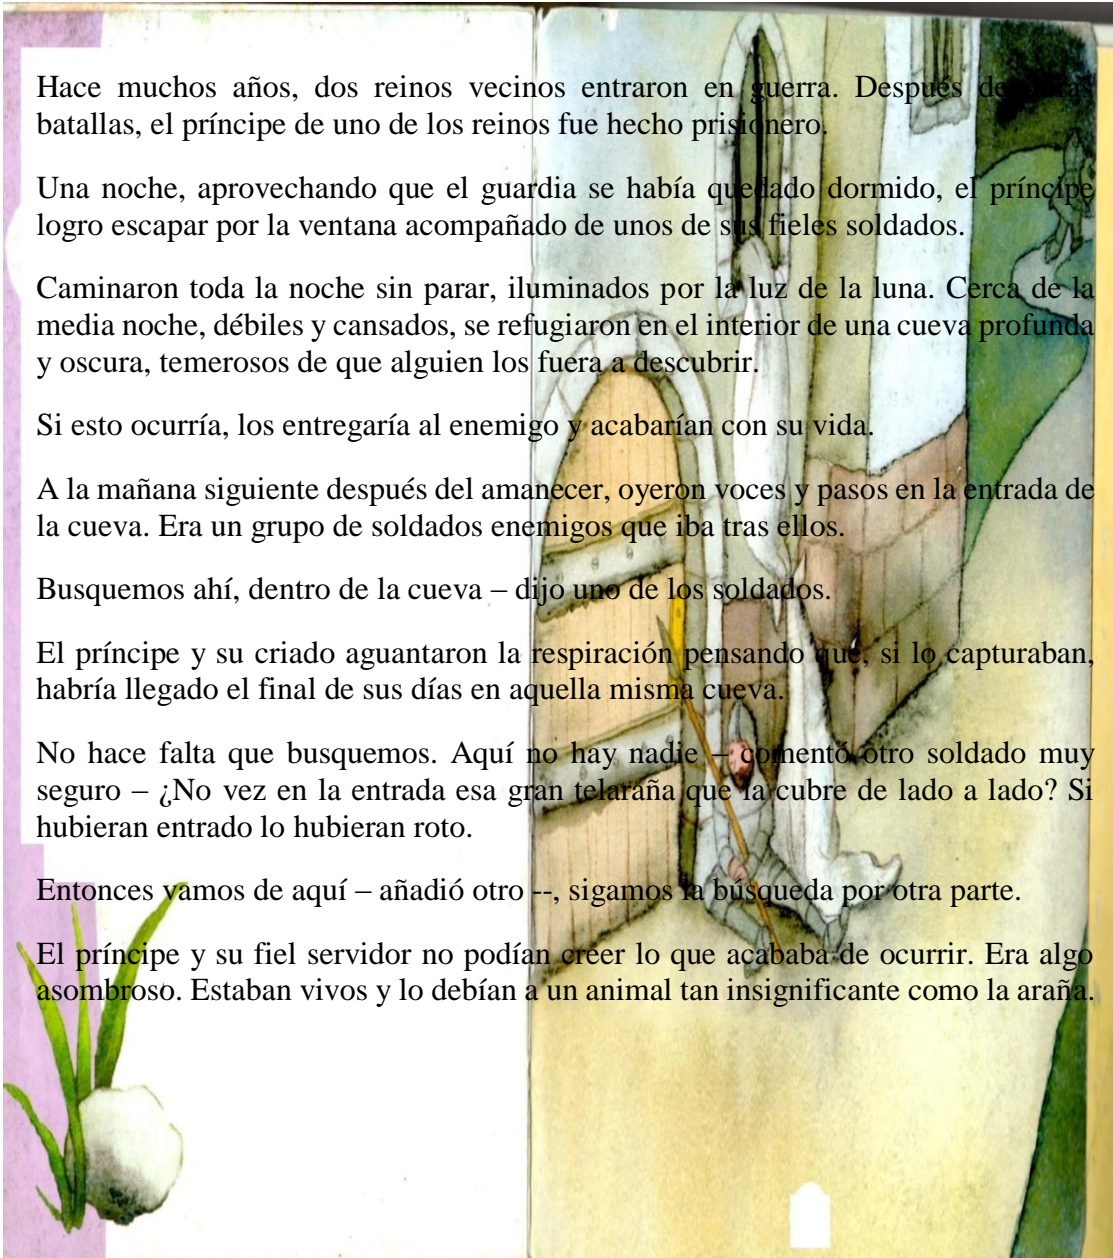 Hace muchos años, dos reinos vecinos entraron en guerra. Después de duras
batallas, el príncipe de uno de los reinos fue hecho prisionero.
Una noche, aprovechando que el guardia se había quedado dormido, el príncipe
logro escapar por la ventana acompañado de unos de sus fieles soldados.
Caminaron toda la noche sin parar, iluminados por la luz de la luna. Cerca de la
media noche, débiles y cansados, se refugiaron en el interior de una cueva profunda
y oscura, temerosos de que alguien los fuera a descubrir.
Si esto ocurría, los entregaría al enemigo y acabarían con su vida.
A la mañana siguiente después del amanecer, oyeron voces y pasos en la entrada de
la cueva. Era un grupo de soldados enemigos que iba tras ellos.
Busquemos ahí, dentro de la cueva – dijo uno de los soldados.
El príncipe y su criado aguantaron la respiración pensando que, si lo capturaban,
habría llegado el final de sus días en aquella misma cueva.
No hace falta que busquemos. Aquí no hay nadie – comentó otro soldado muy
seguro – ¿No vez en la entrada esa gran telaraña que la cubre de lado a lado? Si
hubieran entrado lo hubieran roto.
Entonces vamos de aquí – añadió otro --, sigamos la búsqueda por otra parte.
El príncipe y su fiel servidor no podían creer lo que acababa de ocurrir. Era algo
asombroso. Estaban vivos y lo debían a un animal tan insignificante como la araña.